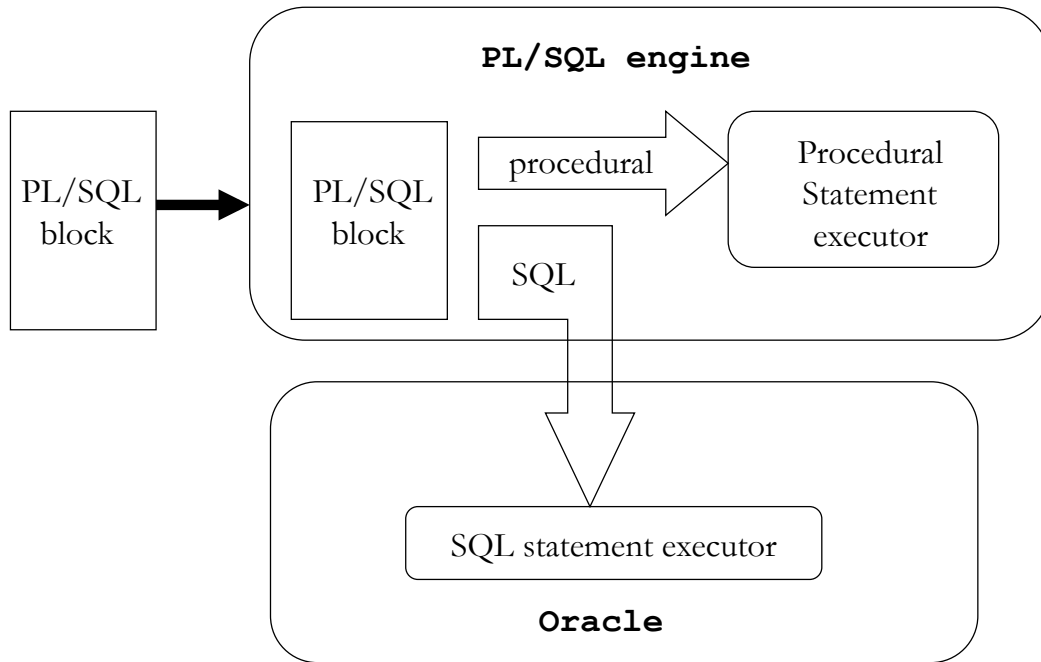 PL/SQL engine
PL/SQL
block
PL/SQL
block
procedural
Procedural
Statement
executor
SQL
SQL statement executor
Oracle